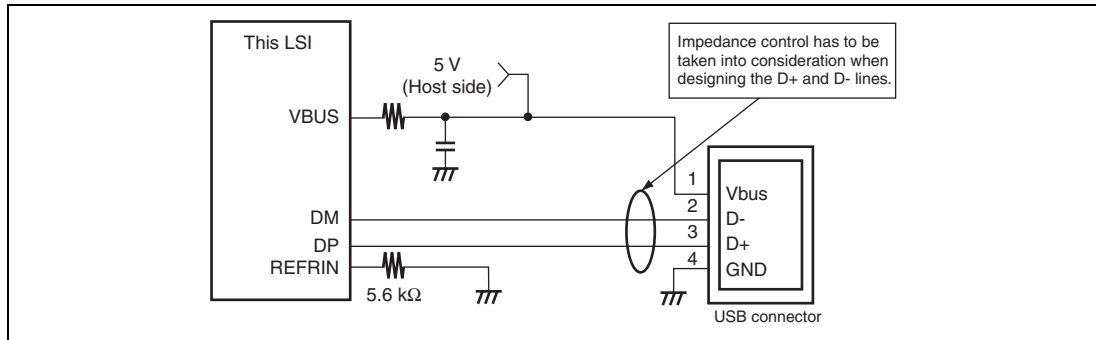 This LSI
Impedance control has to be
taken into consideration when
designing the D+ and D- lines.
5 V
(Host side)
VBUS
1
Vbus
DM
2
D-
DP
3
D+
REFRIN
4
GND
5.6 kΩ
USB connector